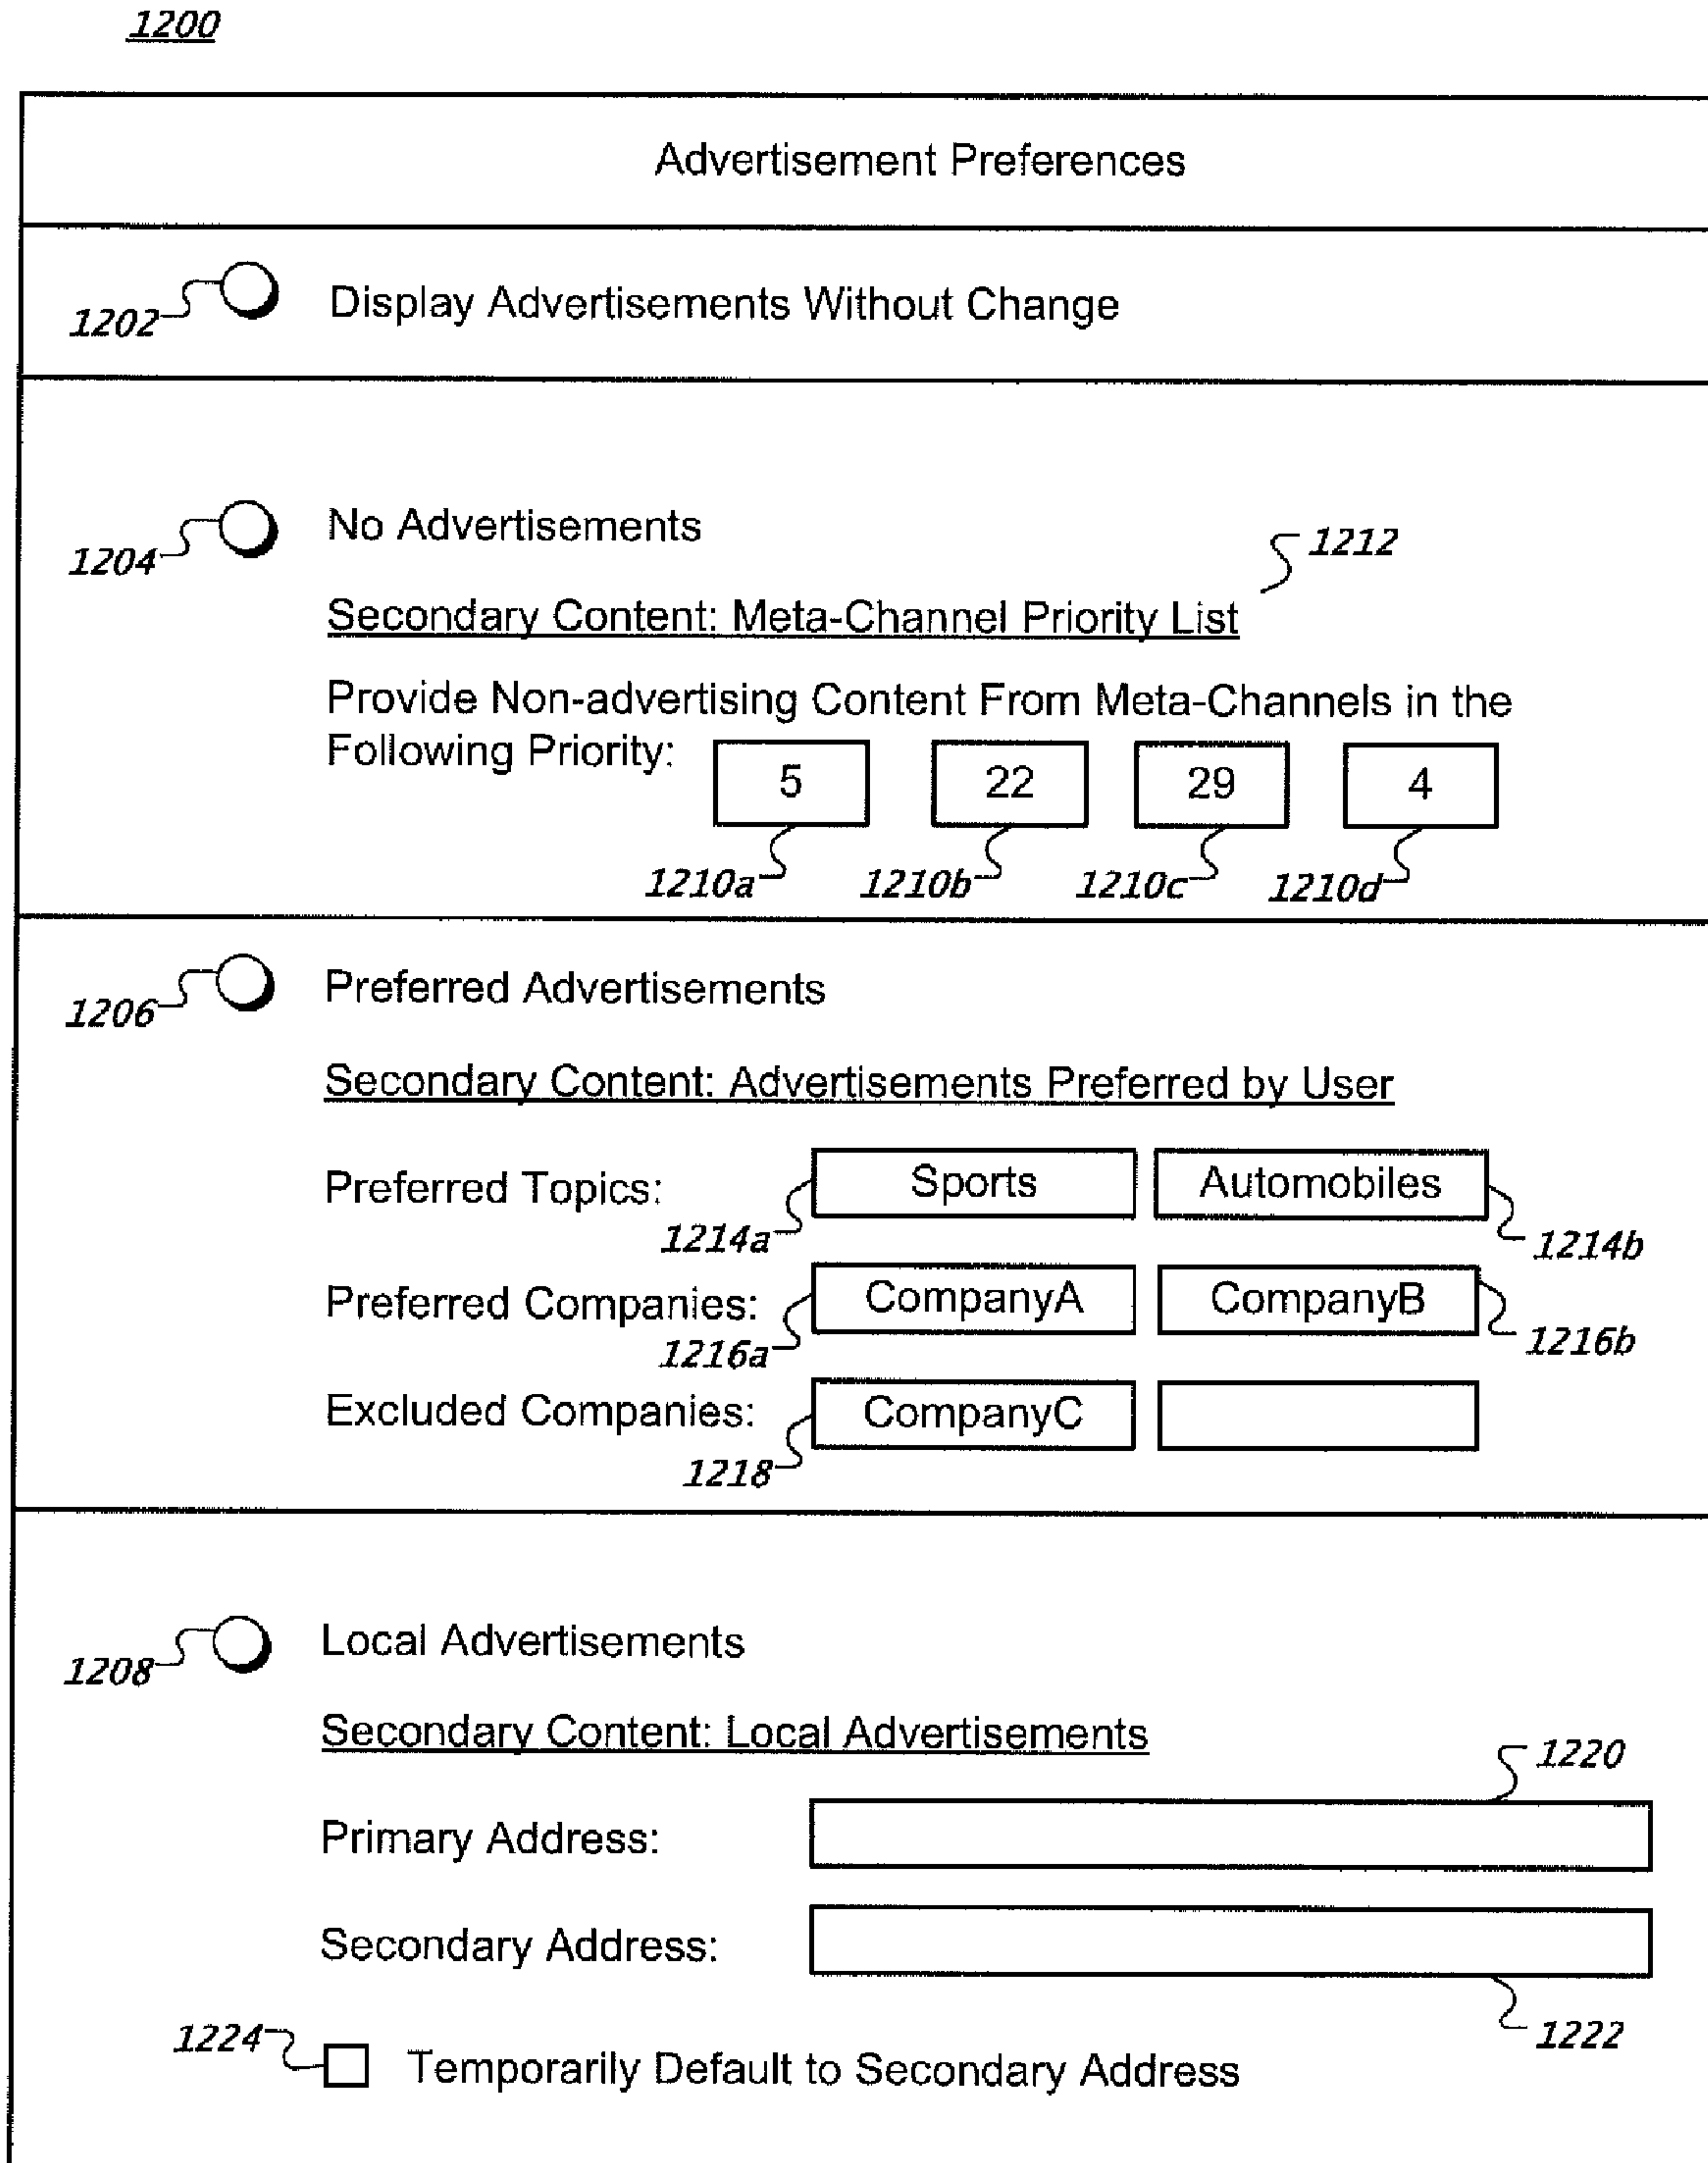 1200
Advertisement Preferences
1202 Display Advertisements Without Change
1204 No Advertisements
1212
Secondary Content: Meta-Channel Priority List
Provide Non-advertising Content From Meta-Channels in the
Following Priority: 5 22 29 4
1210a 1210b 1210c 1210d
1206 Preferred Advertisements
Secondary Content: Advertisements Preferred by User
Preferred Topics: Sports Automobiles
1214a 1214b
Preferred Companies: CompanyA CompanyB
1216a 1216b
Excluded Companies: CompanyC
1218
1208 Local Advertisements
Secondary Content: Local Advertisements
1220
Primary Address:
Secondary Address:
1222
1224 Temporarily Default to Secondary Address